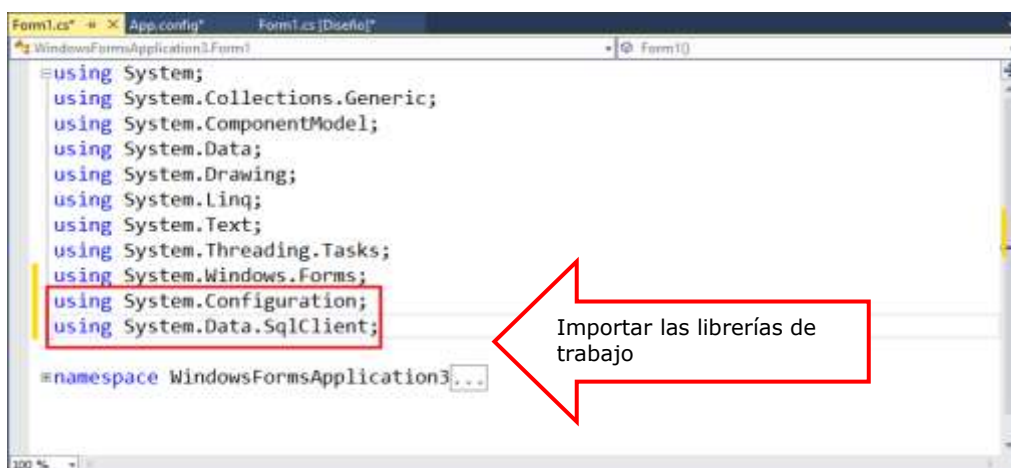 Form1.cs* App.config* Form1.cs [Diseño]*
WindowsFormsApplication3.Form1 Form1()
using System;
using System.Collections.Generic;
using System.ComponentModel;
using System.Data;
using System.Drawing;
using System.Linq;
using System.Text;
using System.Threading.Tasks;
using System.Windows.Forms;
using System.Configuration;
using System.Data.SqlClient;
Importar las librerías de
trabajo
namespace WindowsFormsApplication3...
100 %